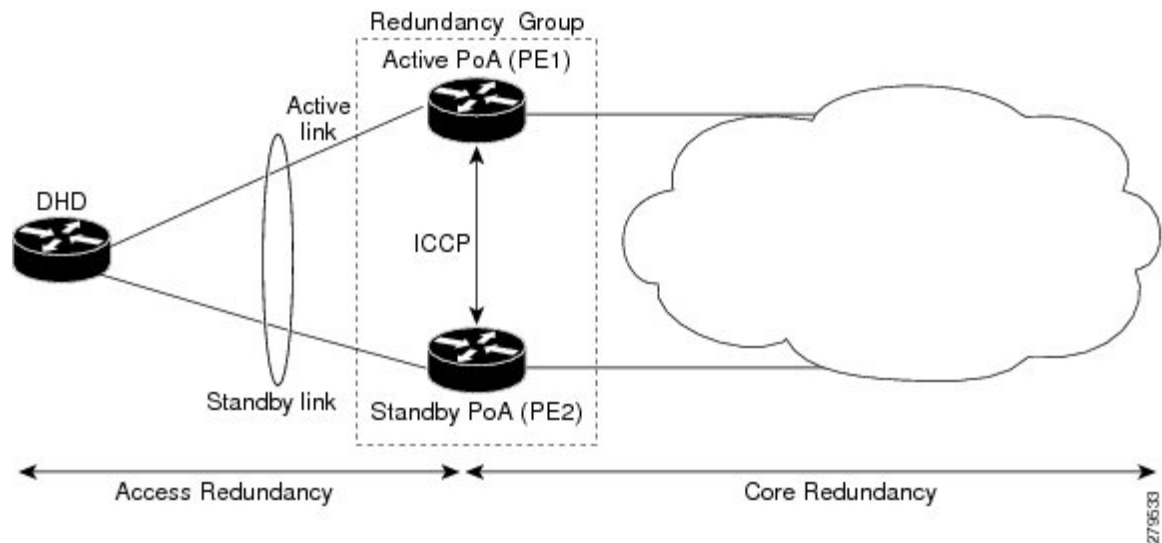 Redundancy Group
Active PoA (PE1)
Active
link
DHD
ICCP
Standby link
Standby PoA (PE2)
Access Redundancy
Core Redundancy
279533